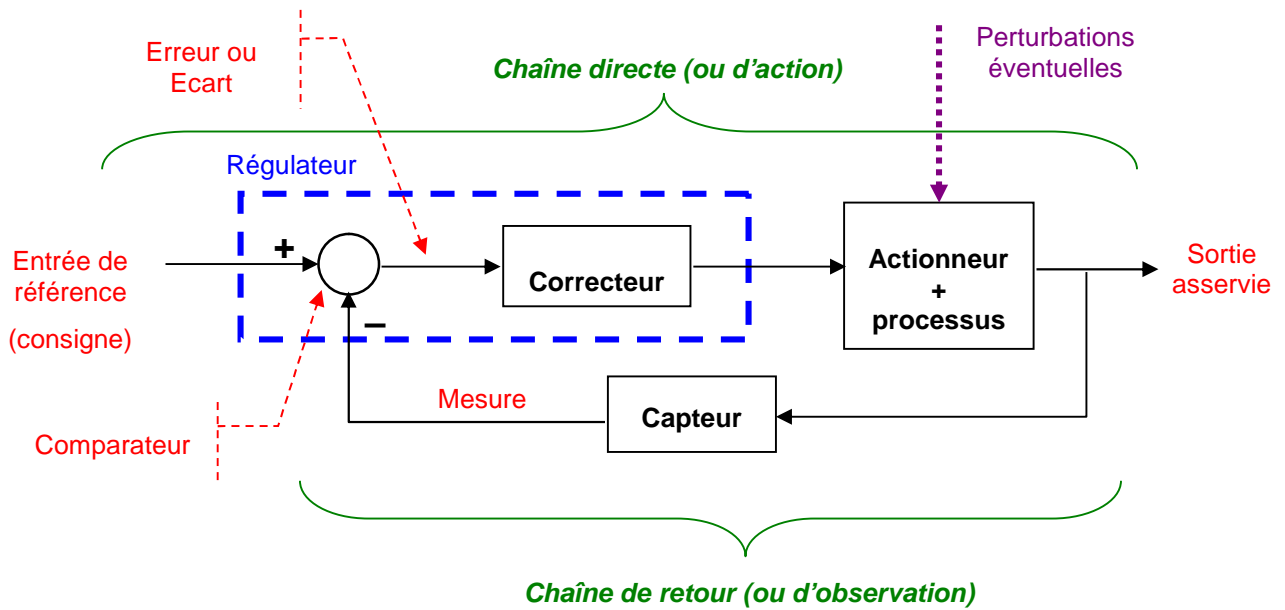 Erreur ou
Ecart
Chaîne directe (ou d'action)
Perturbations
éventuelles
Régulateur
Entrée de
référence
(consigne)
+
−
Correcteur
Actionneur
+
processus
Sortie
asservie
Mesure
Capteur
Comparateur
Chaîne de retour (ou d'observation)